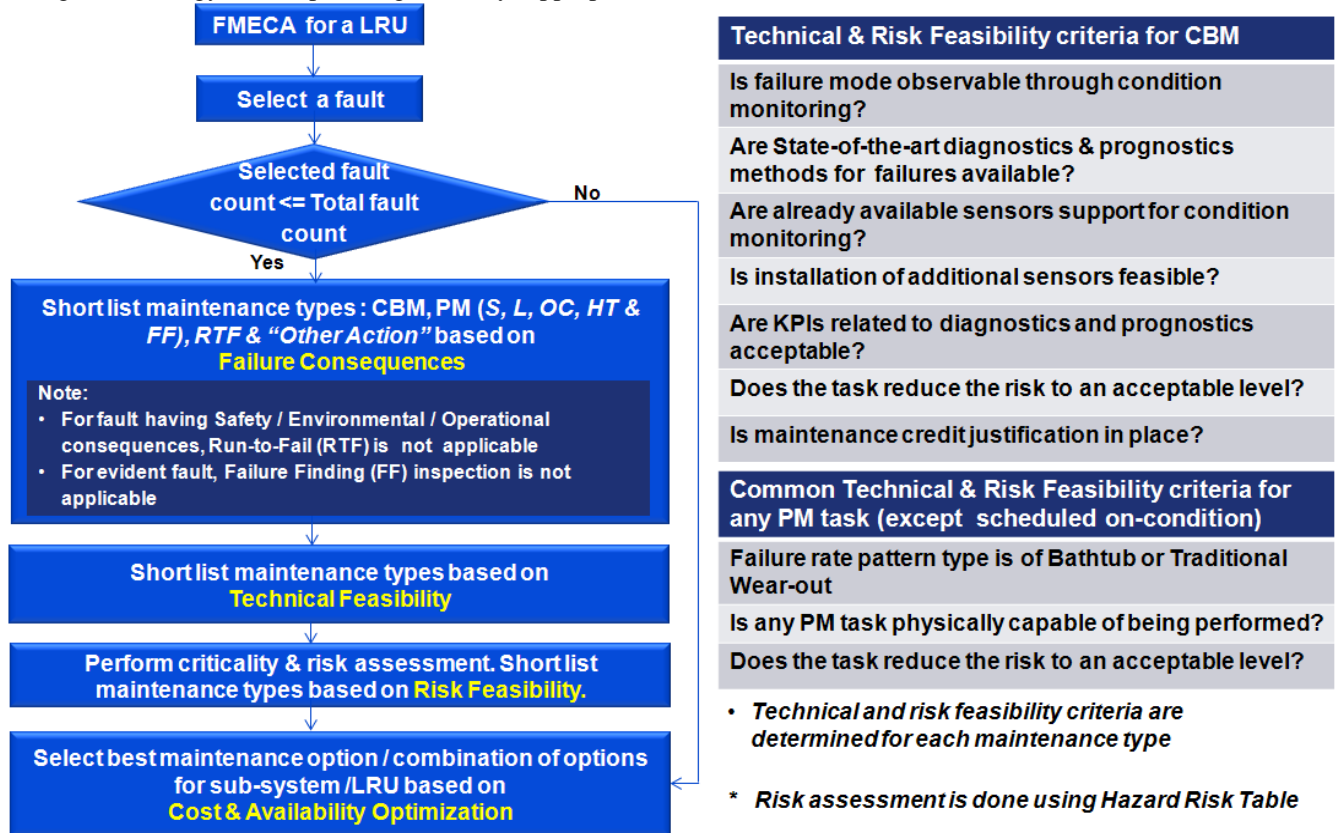 FMECA for a LRU
Select a fault
Selected fault
count <= Total fault
count
No
Yes
Short list maintenance types : CBM, PM (S, L, OC, HT &
FF), RTF & “Other Action” based on
Failure Consequences
Note:
• For fault having Safety / Environmental / Operational
consequences, Run-to-Fail (RTF) is not applicable
• For evident fault, Failure Finding (FF) inspection is not
applicable
Short list maintenance types based on
Technical Feasibility
Perform criticality & risk assessment. Short list
maintenance types based on Risk Feasibility.
Select best maintenance option / combination of options
for sub-system /LRU based on
Cost & Availability Optimization
Technical & Risk Feasibility criteria for CBM
Is failure mode observable through condition
monitoring?
Are State-of-the-art diagnostics & prognostics
methods for failures available?
Are already available sensors support for condition
monitoring?
Is installation of additional sensors feasible?
Are KPIs related to diagnostics and prognostics
acceptable?
Does the task reduce the risk to an acceptable level?
Is maintenance credit justification in place?
Common Technical & Risk Feasibility criteria for
any PM task (except scheduled on-condition)
Failure rate pattern type is of Bathtub or Traditional
Wear-out
Is any PM task physically capable of being performed?
Does the task reduce the risk to an acceptable level?
• Technical and risk feasibility criteria are
determined for each maintenance type
* Risk assessment is done using Hazard Risk Table